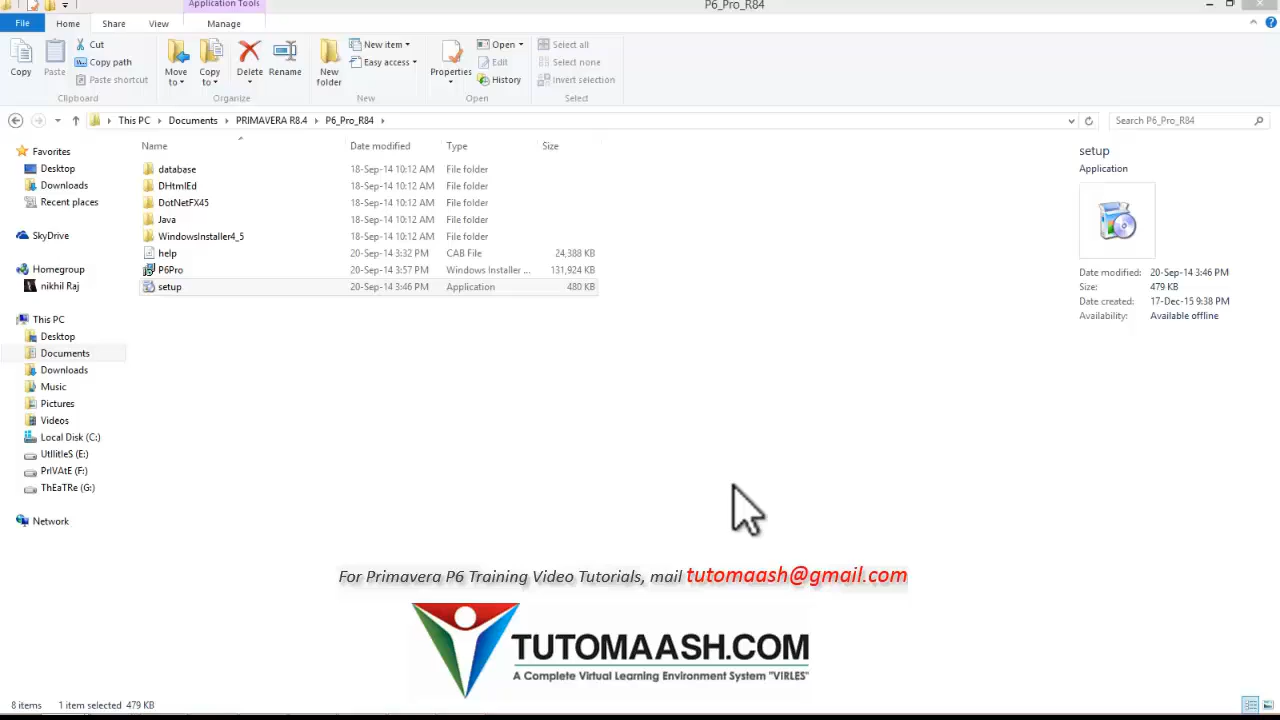 Application Tools
P6_Pro_R84
File
Home
Share
View
Manage
Copy
Paste
Cut
Copy path
Paste shortcut
Clipboard
Move to
Copy to
Delete
Rename
Organize
New folder
New item
Easy access
New
Properties
Open
Edit
History
Open
Select all
Select none
Invert selection
Select
This PC
Documents
PRIMAVERA R8.4
P6_Pro_R84
Search P6_Pro_R84
Name
Date modified
Type
Size
database 18-Sep-14 10:12 AM File folder
DHtmlEd 18-Sep-14 10:12 AM File folder
DotNetFX45 18-Sep-14 10:12 AM File folder
Java 18-Sep-14 10:12 AM File folder
WindowsInstaller4_5 18-Sep-14 10:12 AM File folder
help 20-Sep-14 3:32 PM CAB File 24,388 KB
P6Pro 20-Sep-14 3:57 PM Windows Installer ... 131,924 KB
setup 20-Sep-14 3:46 PM Application 480 KB
Favorites
Desktop
Downloads
Recent places
SkyDrive
Homegroup
nikhil Raj
This PC
Desktop
Documents
Downloads
Music
Pictures
Videos
Local Disk (C:)
UtIlitIeS (E:)
PrIVAtE (F:)
ThEaTRe (G:)
Network
setup
Application
Date modified: 20-Sep-14 3:46 PM
Size: 479 KB
Date created: 17-Dec-15 9:38 PM
Availability: Available offline
For Primavera P6 Training Video Tutorials, mail tutomaash@gmail.com
TUTOMAASH.COM
A Complete Virtual Learning Environment System "VIRLES"
8 items 1 item selected 479 KB